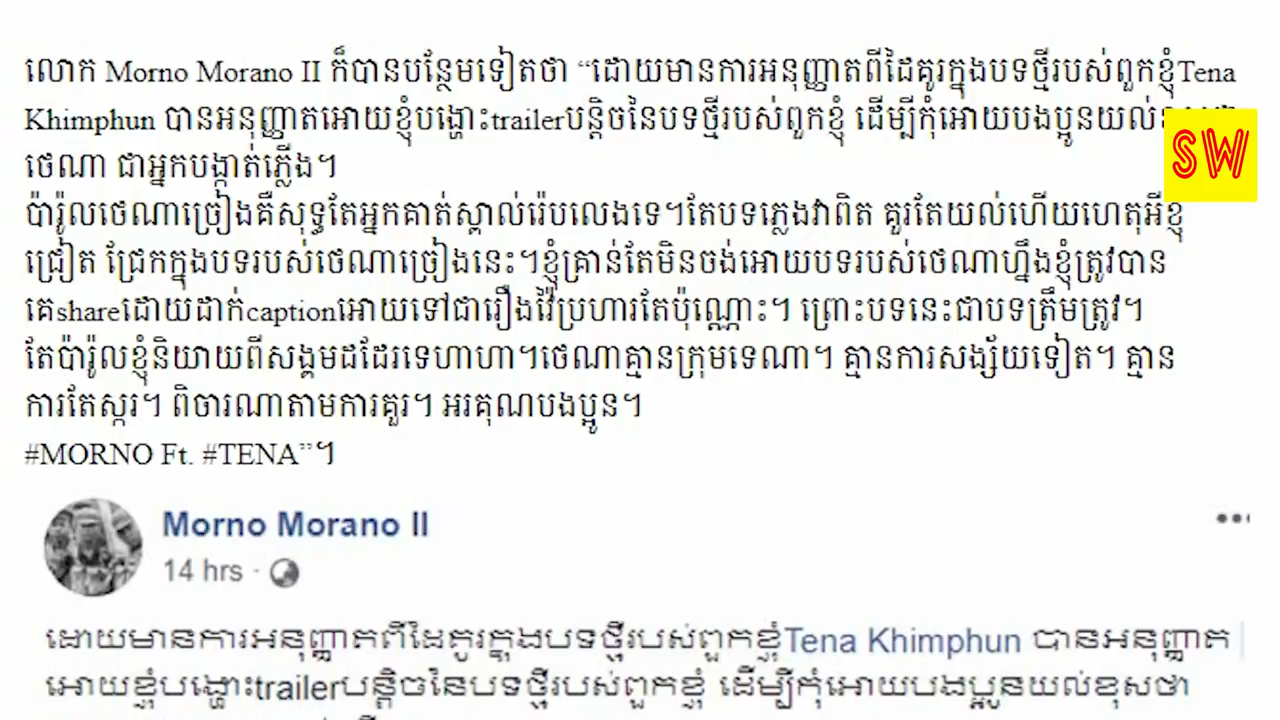 លោក Morno Morano II ក៏បានបន្ថែមទៀតថា “ដោយមានការអនុញ្ញាតពីដៃគូរក្នុងបទថ្មីរបស់ពួកខ្ញុំTena
Khimphun បានអនុញ្ញាតអោយខ្ញុំបង្ហោះtrailerបន្តិចនៃបទថ្មីរបស់ពួកខ្ញុំ ដើម្បីកុំអោយបងប្អូនយល់
SW
ថេណា ជាអ្នកបង្កាត់ភ្លើង។
ប៉ារ៉ូលថេណាច្រៀងគឺសុទ្ធតែអ្នកគាត់ស្គាល់រ៉េបលេងទេ។តែបទភ្លេងវាពិត គួរតែយល់ហើយហេតុអីខ្ញុំ
ជ្រៀត ជ្រែកក្នុងបទរបស់ថេណាច្រៀងនេះ។ខ្ញុំគ្រាន់តែមិនចង់អោយបទរបស់ថេណាហ្នឹងខ្ញុំត្រូវបាន
គេshareដោយដាក់captionអោយទៅជារឿងវ៉ៃប្រហារតែប៉ុណ្ណោះ។ ព្រោះបទនេះជាបទត្រឹមត្រូវ។
តែប៉ារ៉ូលខ្ញុំនិយាយពីសង្គមដដែរទេហាហា។ថេណាគ្មានក្រុមទេណា។ គ្មានការសង្ស័យទៀត។ គ្មាន
ការតែស្ករ។ ពិចារណាតាមការគួរ។ អរគុណបងប្អូន។
#MORNO Ft. #TENA”។
Morno Morano II
14 hrs ·
ដោយមានការអនុញ្ញាតពីដៃគូរក្នុងបទថ្មីរបស់ពួកខ្ញុំTena Khimphun បានអនុញ្ញាត
អោយខ្ញុំបង្ហោះtrailerបន្តិចនៃបទថ្មីរបស់ពួកខ្ញុំ ដើម្បីកុំអោយបងប្អូនយល់ខុសថា